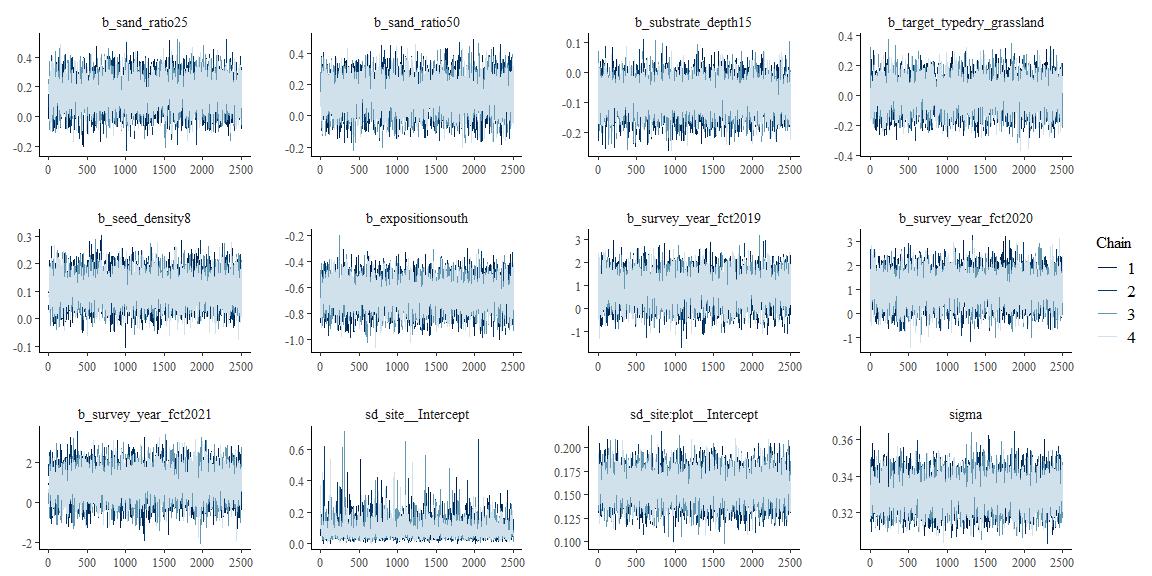 b_sand_ratio25 b_sand_ratio50 b_substrate_depth15 b_target_typedry_grassland
0.4 0.2 0.0 -0.2
0 500 1000 1500 2000 2500
0.4 0.2 0.0 -0.2
0 500 1000 1500 2000 2500
0.1 0.0 -0.1 -0.2
0 500 1000 1500 2000 2500
0.4 0.2 0.0 -0.2 -0.4
0 500 1000 1500 2000 2500
b_seed_density8 b_expositionsouth b_survey_year_fct2019 b_survey_year_fct2020
0.3 0.2 0.1 0.0 -0.1
0 500 1000 1500 2000 2500
-0.2 -0.4 -0.6 -0.8 -1.0
0 500 1000 1500 2000 2500
3 2 1 0 -1
0 500 1000 1500 2000 2500
3 2 1 0 -1
0 500 1000 1500 2000 2500
Chain
1
2
3
4
b_survey_year_fct2021 sd_site__Intercept sd_site:plot__Intercept sigma
2 0 -2
0 500 1000 1500 2000 2500
0.6 0.4 0.2 0.0
0 500 1000 1500 2000 2500
0.200 0.175 0.150 0.125 0.100
0 500 1000 1500 2000 2500
0.36 0.34 0.32
0 500 1000 1500 2000 2500